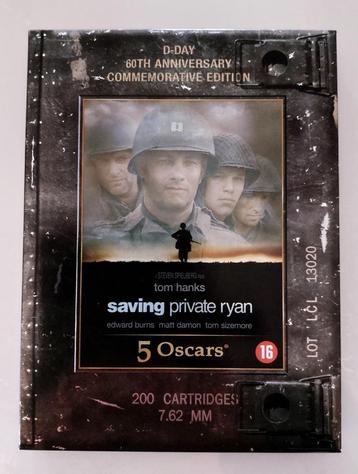 D-DAY
60TH ANNIVERSARY
COMMEMORATIVE EDITION
A STEVEN SPIELBERG FILM
tom hanks
saving private ryan
edward burns matt damon tom sizemore
5 Oscars®
16
LOT LCL 13020
200 CARTRIDGES
7.62 MM